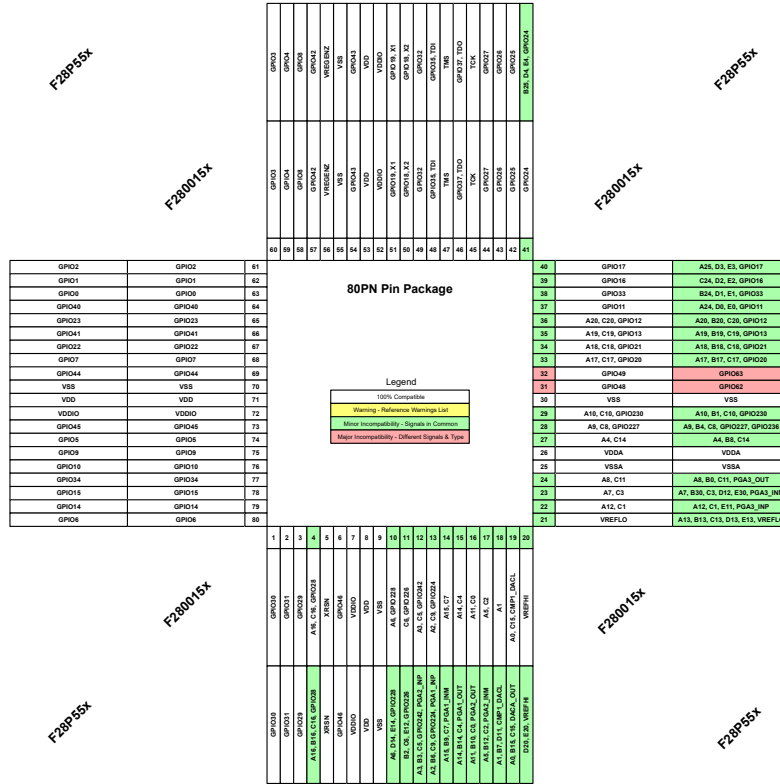 F28P55x
F28P55x
F280015x
F280015x
GPIO3
GPIO4
GPIO8
GPIO42
VREGENZ
VSS
GPIO43
VDD
VDDIO
GPIO19, X1
GPIO18, X2
GPIO32
GPIO35, TDI
TMS
GPIO37, TDO
TCK
GPIO27
GPIO26
GPIO25
B25, D4, E4, GPIO24
GPIO3
GPIO4
GPIO8
GPIO42
VREGENZ
VSS
GPIO43
VDD
VDDIO
GPIO19, X1
GPIO18, X2
GPIO32
GPIO35, TDI
TMS
GPIO37, TDO
TCK
GPIO27
GPIO26
GPIO25
GPIO24
60 59 58 57 56 55 54 53 52 51 50 49 48 47 46 45 44 43 42 41
GPIO2 GPIO2 61
GPIO1 GPIO1 62
GPIO0 GPIO0 63
GPIO40 GPIO40 64
GPIO23 GPIO23 65
GPIO41 GPIO41 66
GPIO22 GPIO22 67
GPIO7 GPIO7 68
GPIO44 GPIO44 69
VSS VSS 70
VDD VDD 71
VDDIO VDDIO 72
GPIO45 GPIO45 73
GPIO5 GPIO5 74
GPIO9 GPIO9 75
GPIO10 GPIO10 76
GPIO34 GPIO34 77
GPIO15 GPIO15 78
GPIO14 GPIO14 79
GPIO6 GPIO6 80
80PN Pin Package
Legend
100% Compatible
Warning - Reference Warnings List
Minor Incompatibility - Signals in Common
Major Incompatibility - Different Signals & Type
40 GPIO17 A25, D3, E3, GPIO17
39 GPIO16 C24, D2, E2, GPIO16
38 GPIO33 B24, D1, E1, GPIO33
37 GPIO11 A24, D0, E0, GPIO11
36 A20, C20, GPIO12 A20, B20, C20, GPIO12
35 A19, C19, GPIO13 A19, B19, C19, GPIO13
34 A18, C18, GPIO21 A18, B18, C18, GPIO21
33 A17, C17, GPIO20 A17, B17, C17, GPIO20
32 GPIO49 GPIO63
31 GPIO48 GPIO62
30 VSS VSS
29 A10, C10, GPIO230 A10, B1, C10, GPIO230
28 A9, C8, GPIO227 A9, B4, C8, GPIO227, GPIO236
27 A4, C14 A4, B8, C14
26 VDDA VDDA
25 VSSA VSSA
24 A8, C11 A8, B0, C11, PGA3_OUT
23 A7, C3 A7, B30, C3, D12, E30, PGA3_INM
22 A12, C1 A12, C1, E11, PGA3_INP
21 VREFLO A13, B13, C13, D13, E13, VREFLO
1 2 3 4 5 6 7 8 9 10 11 12 13 14 15 16 17 18 19 20
GPIO30
GPIO31
GPIO29
A16, C16, GPIO28
XRSN
GPIO46
VDDIO
VDD
VSS
A6, GPIO228
C6, GPIO226
A3, C5, GPIO242
A2, C9, GPIO224
A15, C7
A14, C4
A11, C0
A5, C2
A1
A0, C15, CMP1_DACL
VREFHI
GPIO30
GPIO31
GPIO29
A16, B16, C16, GPIO28
XRSN
GPIO46
VDDIO
VDD
VSS
A6, D14, E14, GPIO228
B2, C6, E12, GPIO226
A3, B3, C5, GPIO242, PGA2_INP
A2, B6, C9, GPIO224, PGA1_INP
A15, B9, C7, PGA1_INM
A14, B14, C4, PGA1_OUT
A11, B10, C0, PGA2_OUT
A5, B12, C2, PGA2_INM
A1, B7, D11, CMP1_DACL
A0, B15, C15, DACA_OUT
D20, E20, VREFHI
F280015x
F280015x
F28P55x
F28P55x